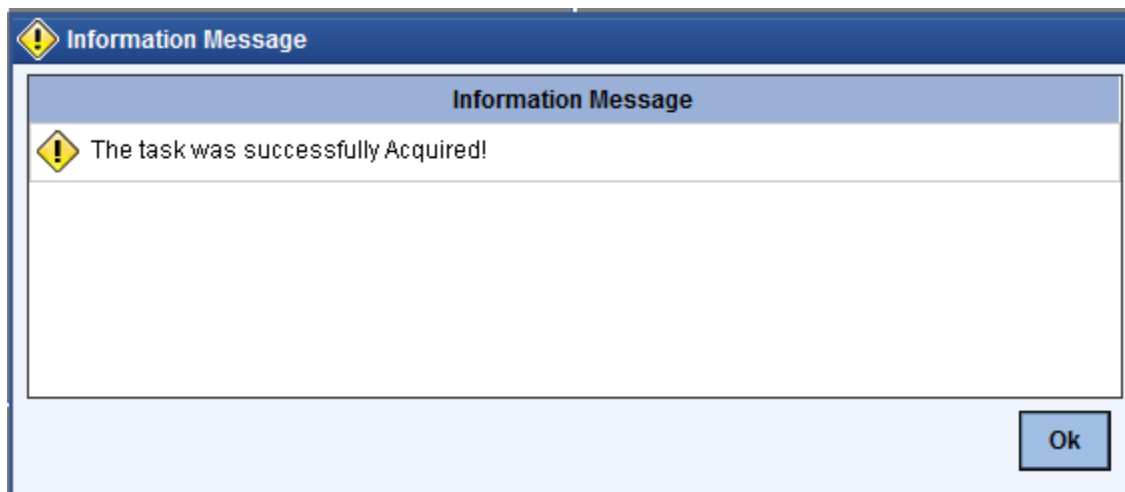 Information Message
Information Message
The task was successfully Acquired!
Ok